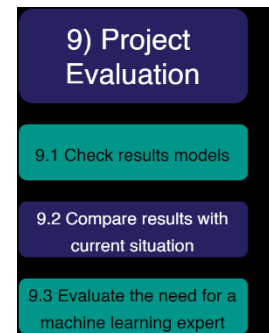 9) Project
Evaluation
9.1 Check results models
9.2 Compare results with
current situation
9.3 Evaluate the need for a
machine learning expert